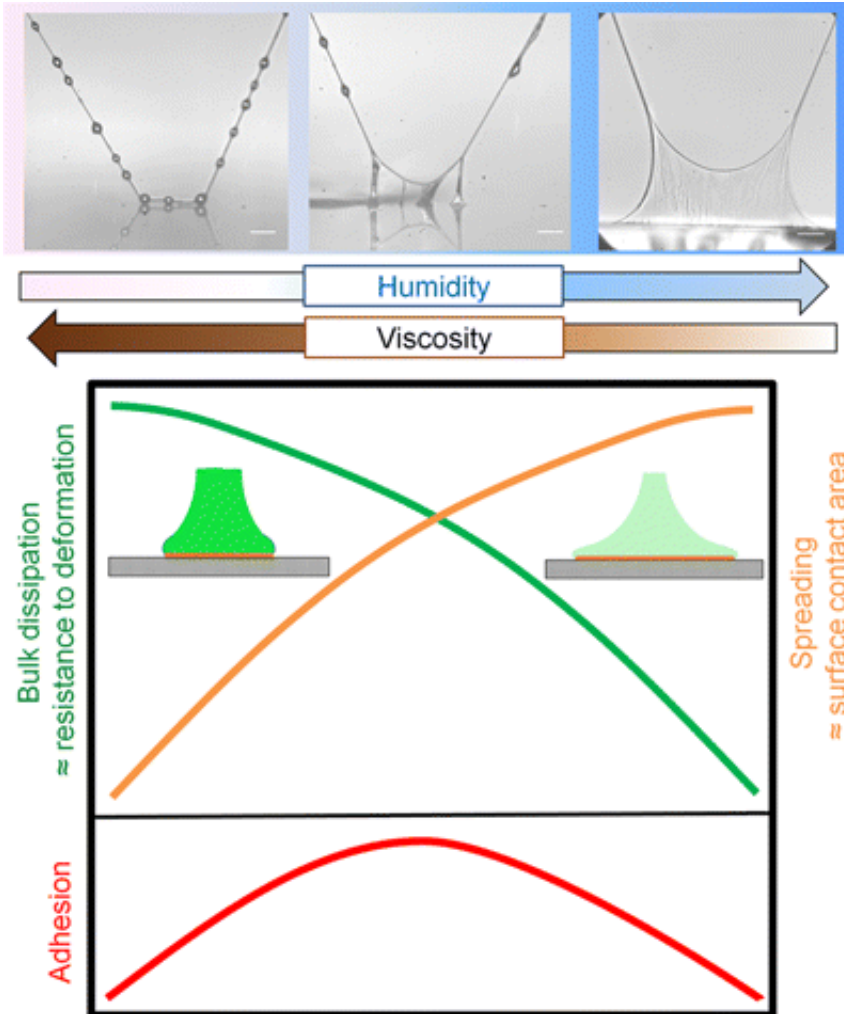 Humidity
Viscosity
Bulk dissipation
≈ resistance to deformation
Spreading
≈ surface contact area
Adhesion